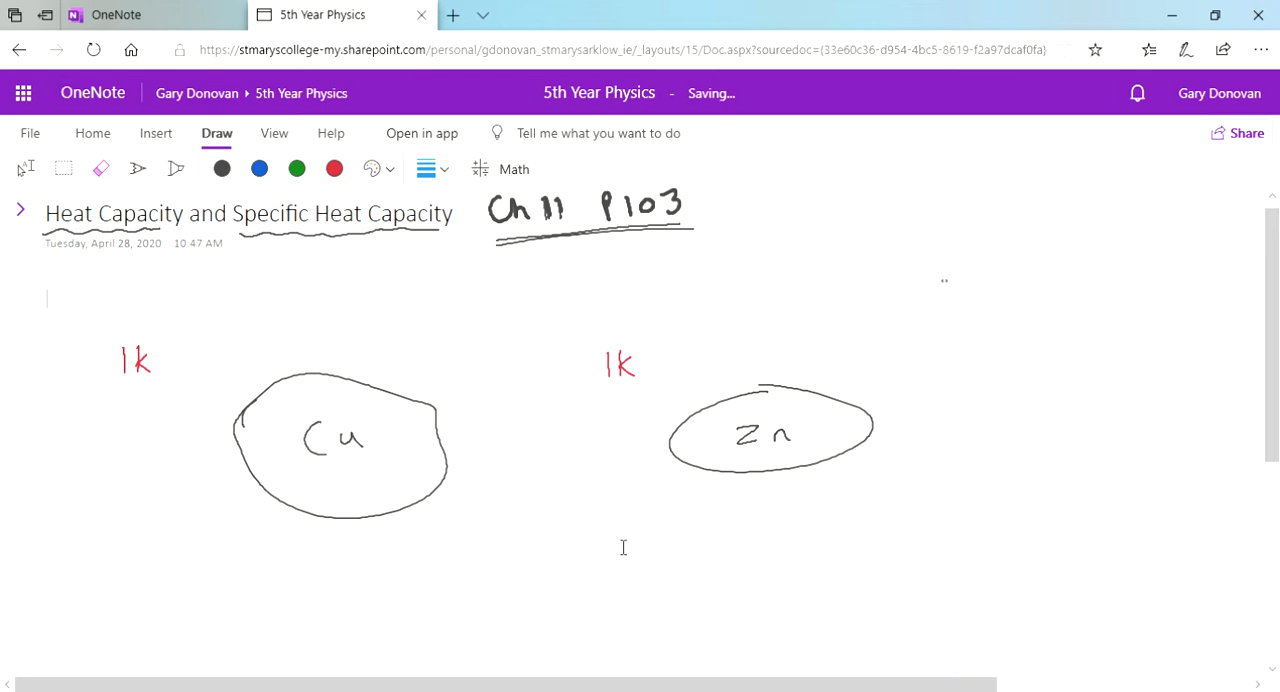 OneNote
5th Year Physics
https://stmaryscollege-my.sharepoint.com/personal/gdonovan_stmarysarklow_ie/_layouts/15/Doc.aspx?sourcedoc={33e60c36-d954-4bc5-8619-f2a97dcaf0fa}
OneNote Gary Donovan › 5th Year Physics 5th Year Physics - Saving... Gary Donovan
File Home Insert Draw View Help Open in app Tell me what you want to do Share
Math
Heat Capacity and Specific Heat Capacity Ch 11 P103
Tuesday, April 28, 2020 10:47 AM
1K 1K
Cu Zn